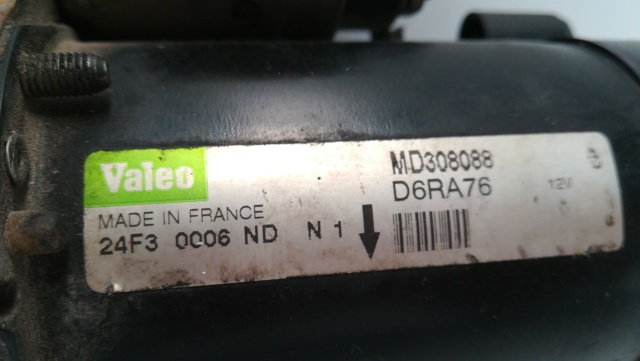 Valeo
MD308088
D6RA76 12V
MADE IN FRANCE
24F3 0006 ND N 1